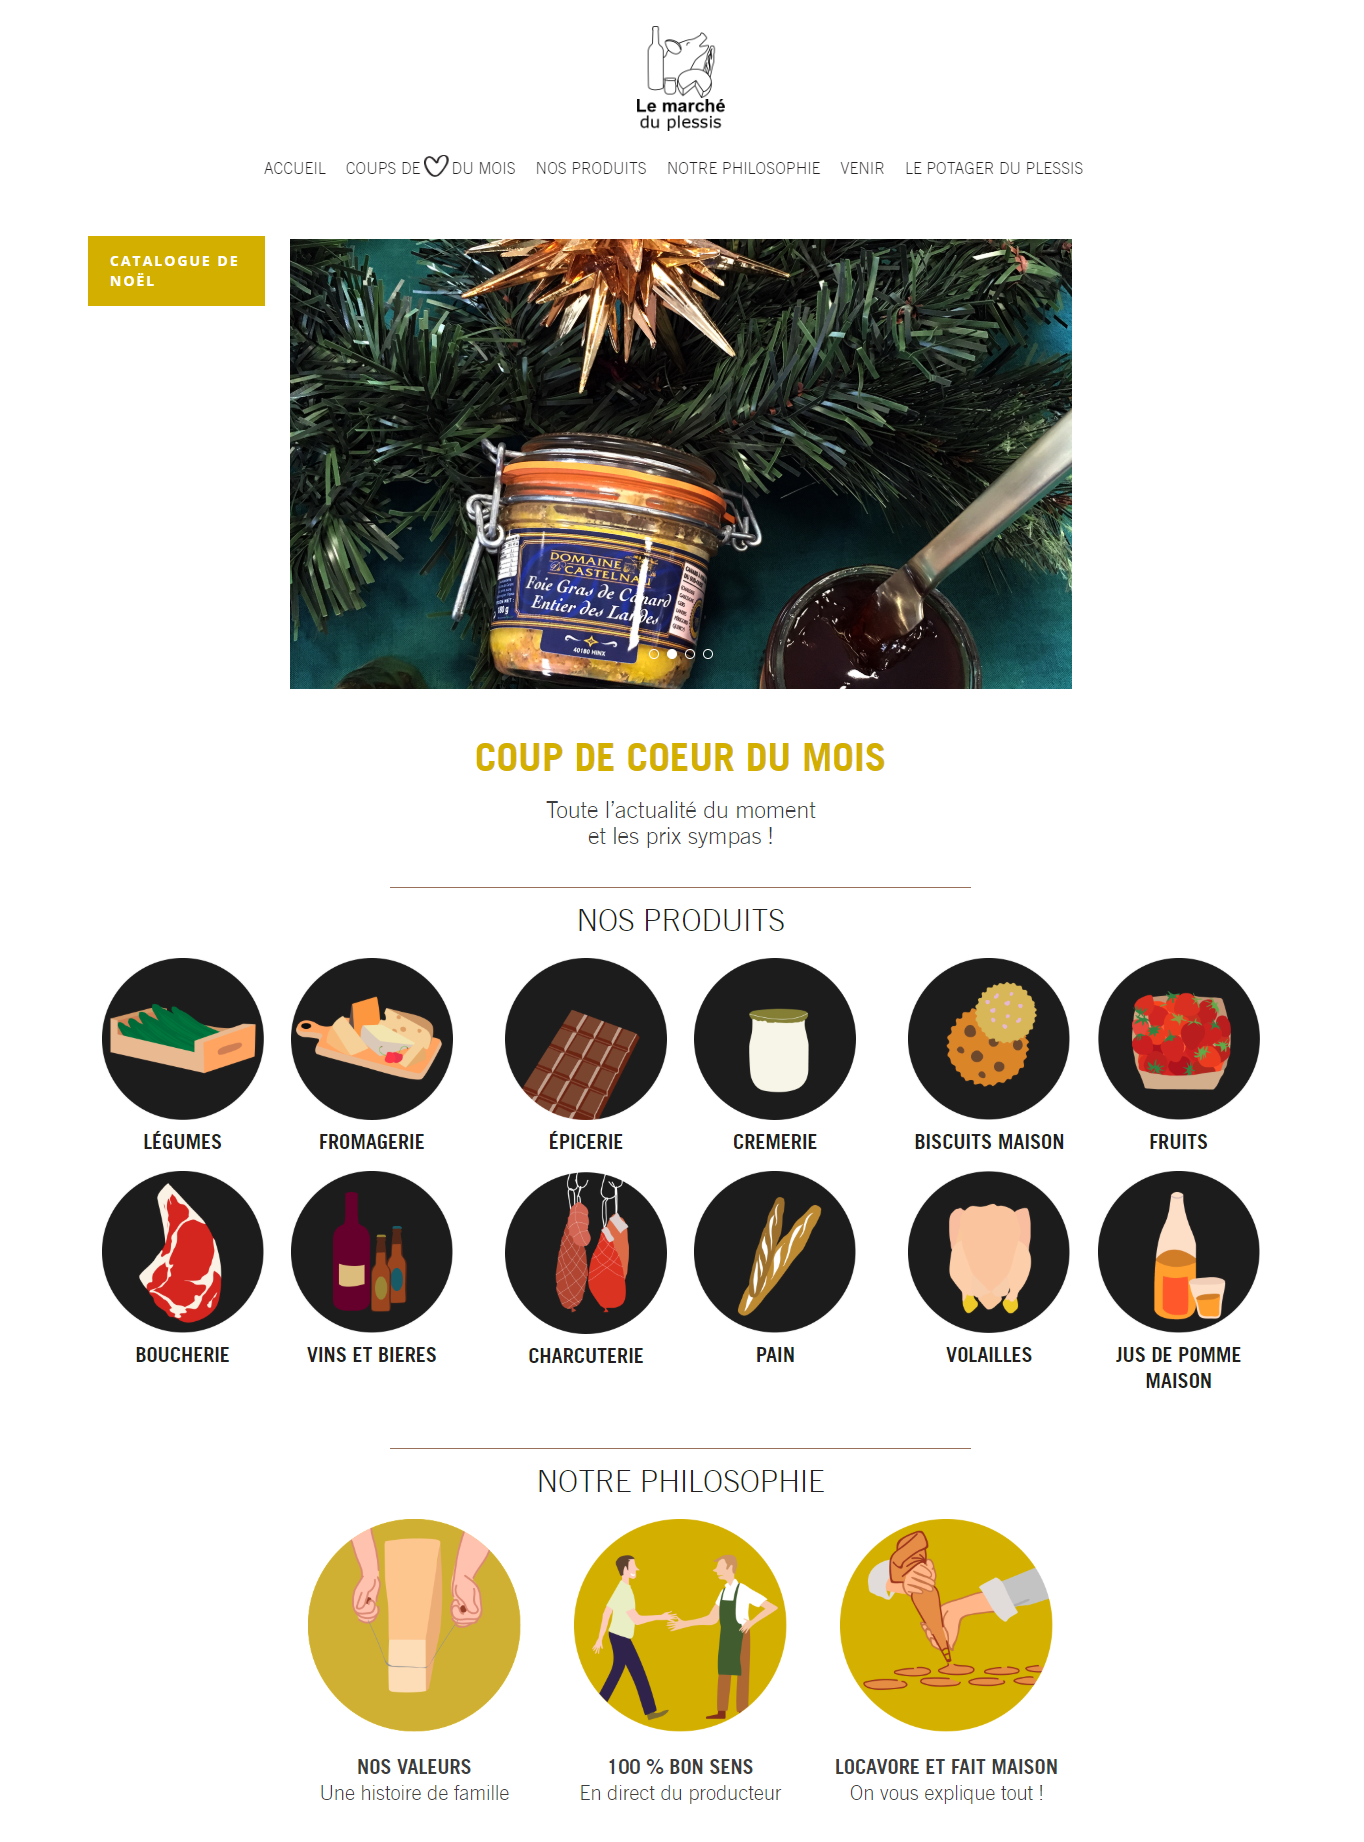 Le marché
du plessis
ACCUEIL COUPS DE DU MOIS NOS PRODUITS NOTRE PHILOSOPHIE VENIR LE POTAGER DU PLESSIS
CATALOGUE DE
NOËL
DOMAINE
De CASTELNAU
Foie Gras de Canard
Entier des Landes
180 g
40180 HINX
COUP DE COEUR DU MOIS
Toute l’actualité du moment
et les prix sympas !
NOS PRODUITS
LÉGUMES FROMAGERIE ÉPICERIE CREMERIE BISCUITS MAISON FRUITS
BOUCHERIE VINS ET BIERES CHARCUTERIE PAIN VOLAILLES JUS DE POMME
MAISON
NOTRE PHILOSOPHIE
NOS VALEURS 100 % BON SENS LOCAVORE ET FAIT MAISON
Une histoire de famille En direct du producteur On vous explique tout !